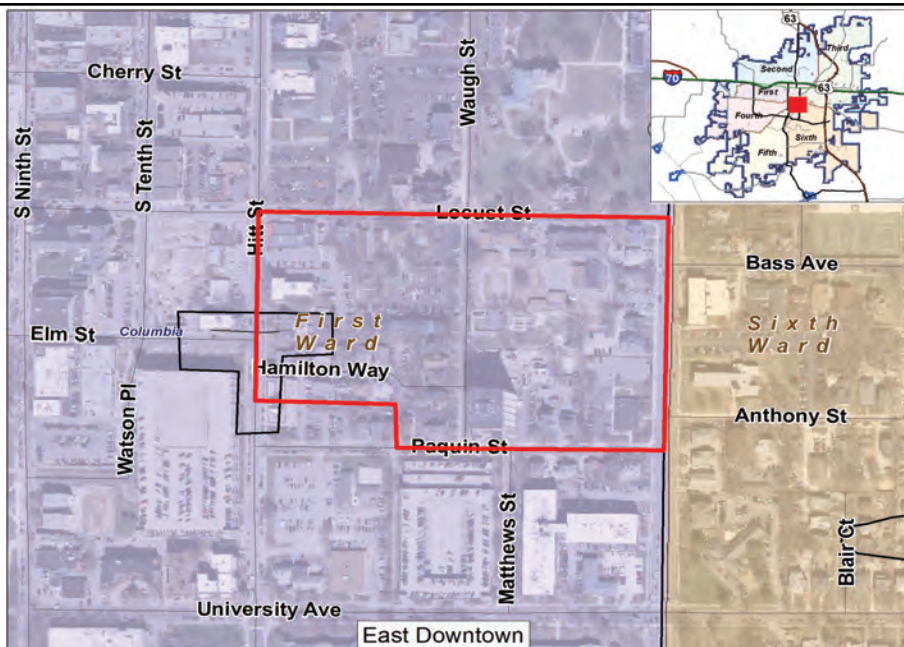 Cherry St
S Ninth St
S Tenth St
Hitt St
Waugh St
Locust St
Bass Ave
Elm St
Columbia
First
Ward
Sixth
Ward
Hamilton Way
Watson Pl
Anthony St
Paquin St
Matthews St
Blair Ct
University Ave
East Downtown
63
Third
Second
70
63
First
Fourth
Sixth
Fifth